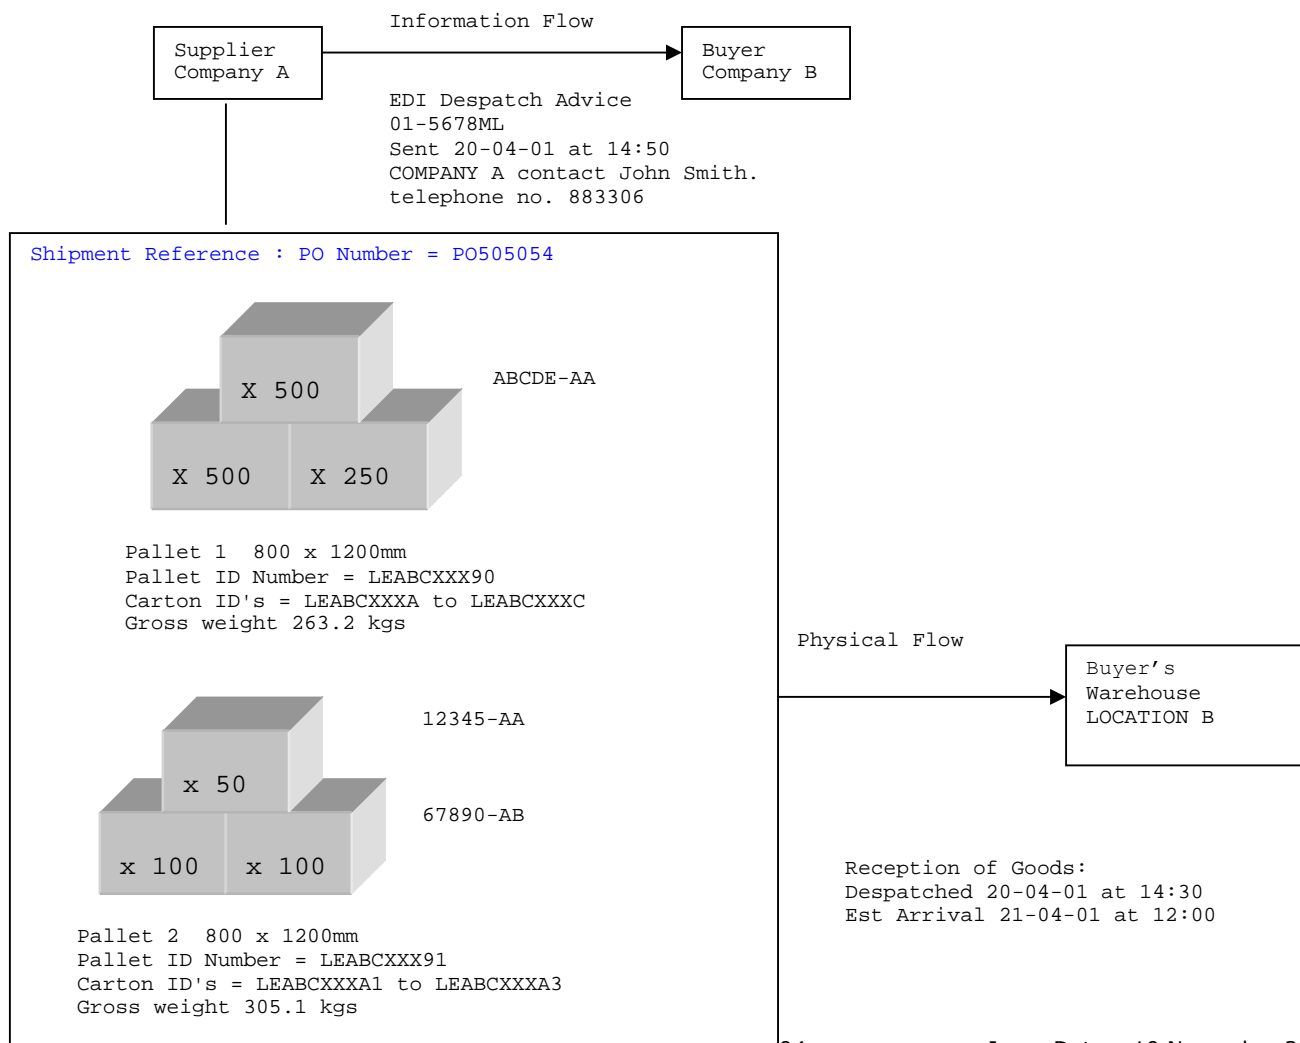 Information Flow
Supplier
Company A
Buyer
Company B
EDI Despatch Advice
01-5678ML
Sent 20-04-01 at 14:50
COMPANY A contact John Smith.
telephone no. 883306
Shipment Reference : PO Number = PO505054
X 500
ABCDE-AA
X 500
X 250
Pallet 1 800 x 1200mm
Pallet ID Number = LEABCXXX90
Carton ID's = LEABCXXXA to LEABCXXXC
Gross weight 263.2 kgs
Physical Flow
Buyer's
Warehouse
LOCATION B
12345-AA
x 50
67890-AB
x 100
x 100
Reception of Goods:
Despatched 20-04-01 at 14:30
Est Arrival 21-04-01 at 12:00
Pallet 2 800 x 1200mm
Pallet ID Number = LEABCXXX91
Carton ID's = LEABCXXXA1 to LEABCXXXA3
Gross weight 305.1 kgs